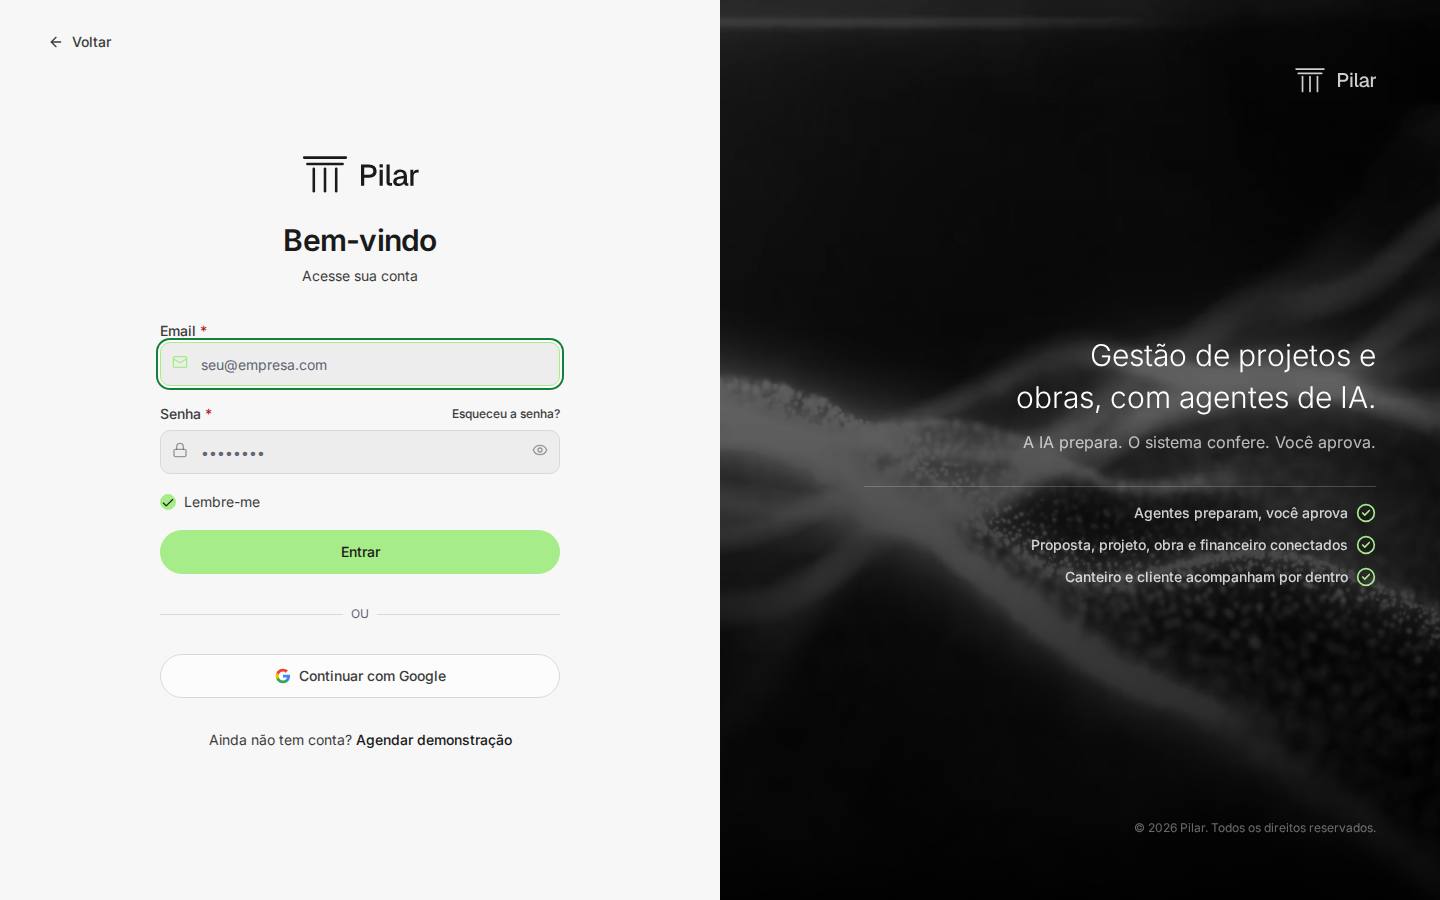 Voltar
Pilar
Bem-vindo
Acesse sua conta
Email *
seu@empresa.com
Senha *
Esqueceu a senha?
••••••••
Lembre-me
Entrar
OU
Continuar com Google
Ainda não tem conta? Agendar demonstração
Pilar
Gestão de projetos e
obras, com agentes de IA.
A IA prepara. O sistema confere. Você aprova.
Agentes preparam, você aprova
Proposta, projeto, obra e financeiro conectados
Canteiro e cliente acompanham por dentro
© 2026 Pilar. Todos os direitos reservados.